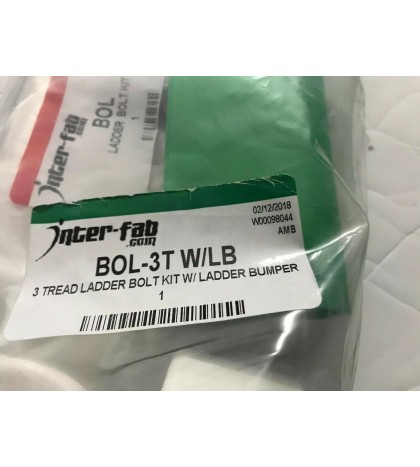 inter-fab
.com
BOL-
LADDER BOLT KIT
1
inter-fab
.com
02/12/2018
W00098044
AMB
BOL-3T W/LB
3 TREAD LADDER BOLT KIT W/ LADDER BUMPER
1